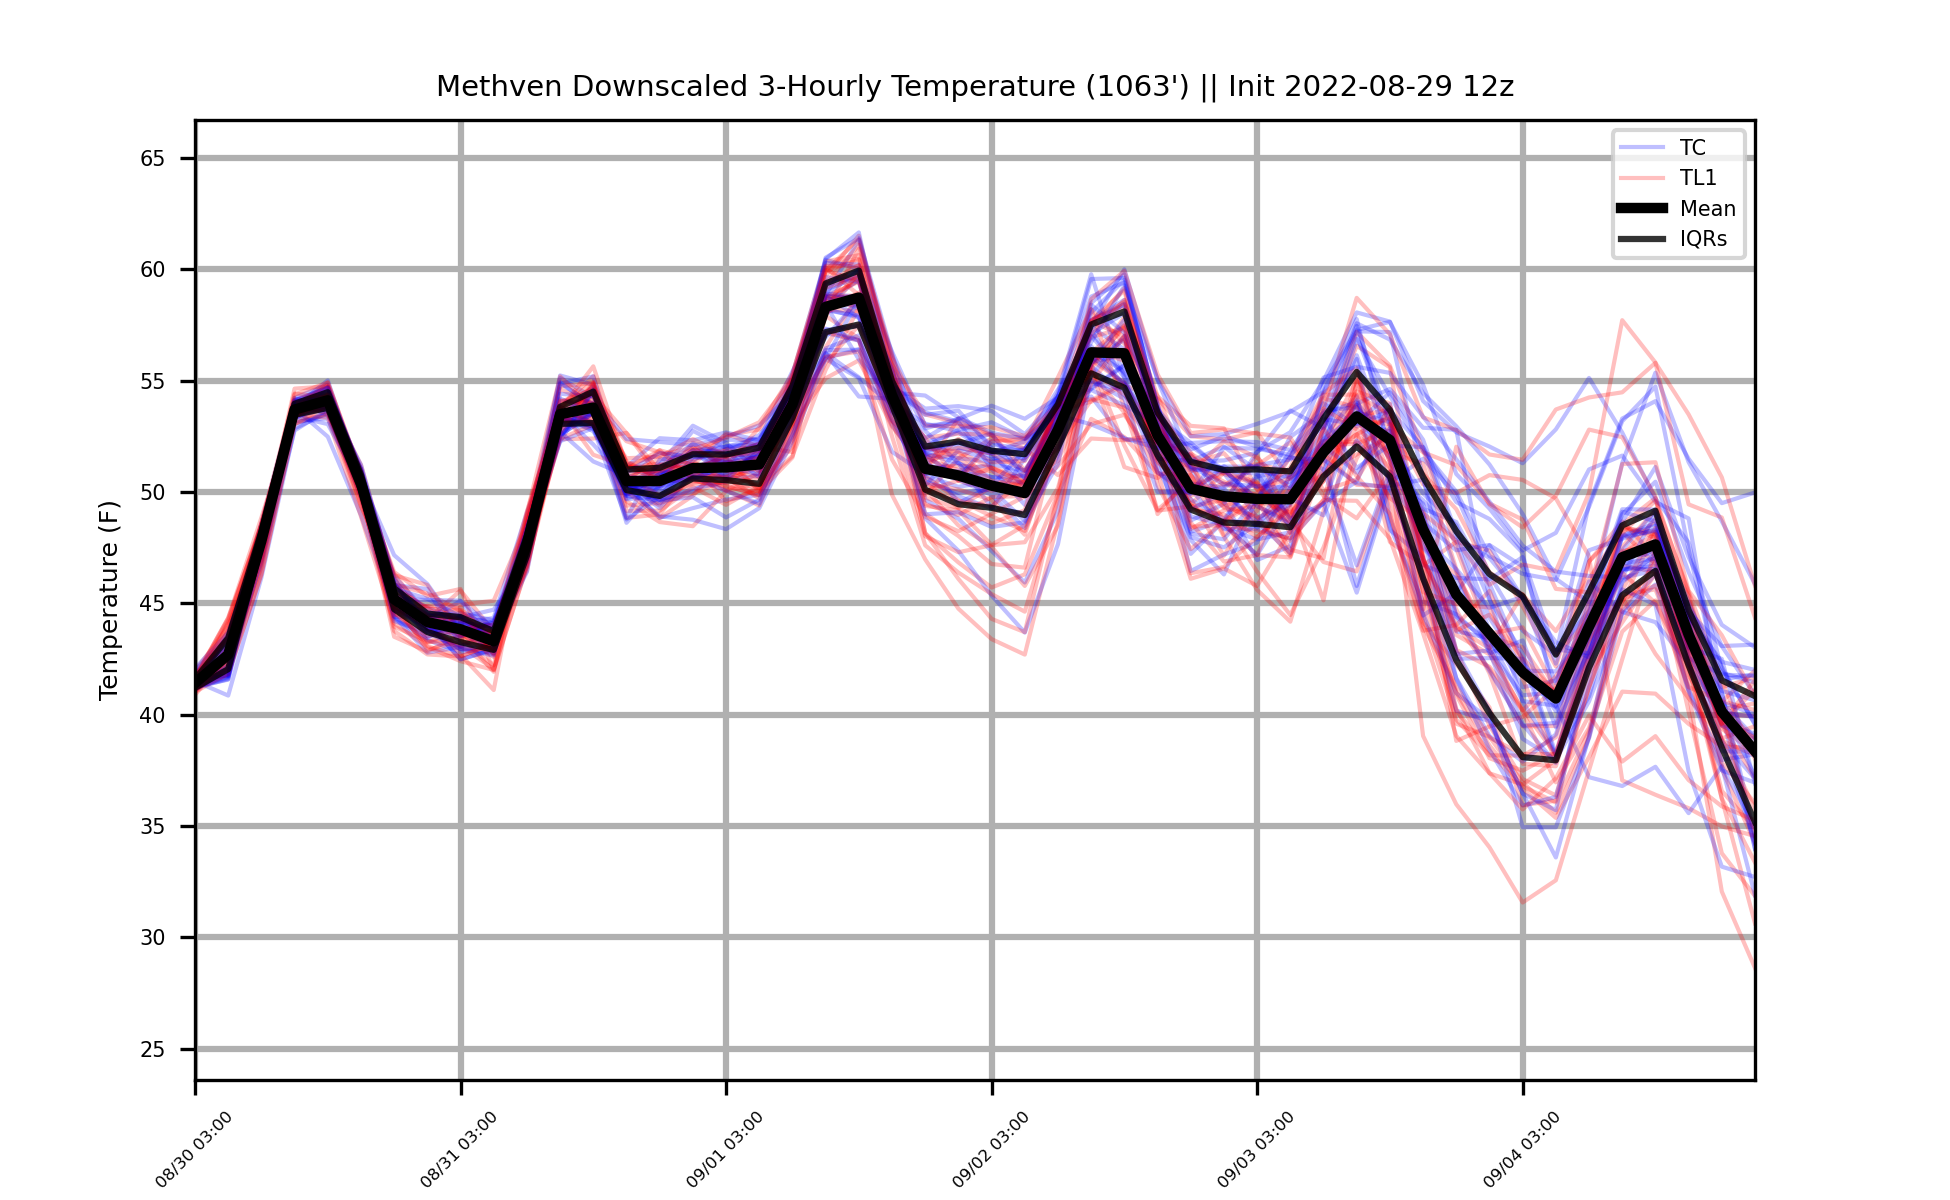 Methven Downscaled 3-Hourly Temperature (1063') || Init 2022-08-29 12z
TC
TL1
Mean
IQRs
Temperature (F)
65
60
55
50
45
40
35
30
25
08/30 03:00
08/31 03:00
09/01 03:00
09/02 03:00
09/03 03:00
09/04 03:00